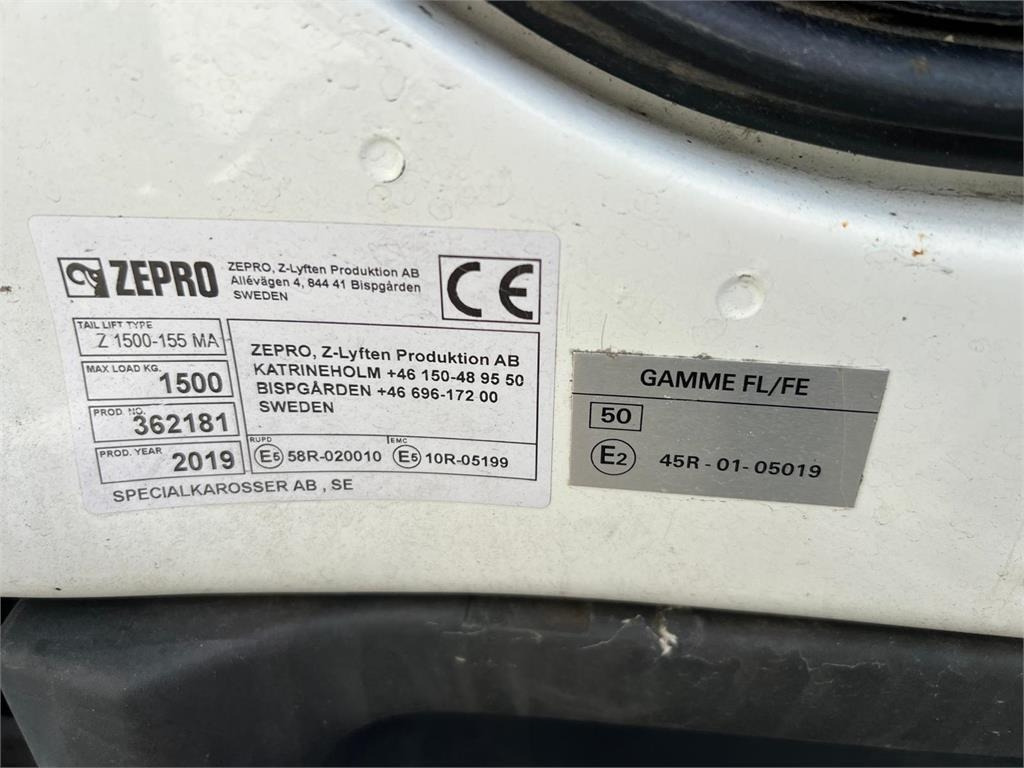 ZEPRO
ZEPRO, Z-Lyften Produktion AB
Allévägen 4, 844 41 Bispgården
SWEDEN
CE
TAIL LIFT TYPE
Z 1500-155 MA
MAX LOAD KG.
1500
PROD. NO.
362181
PROD. YEAR
2019
ZEPRO, Z-Lyften Produktion AB
KATRINEHOLM +46 150-48 95 50
BISPGÅRDEN +46 696-172 00
SWEDEN
RUPD
E5 58R-020010
EMC
E5 10R-05199
SPECIALKAROSSER AB , SE
GAMME FL/FE
50
E2 45R - 01- 05019